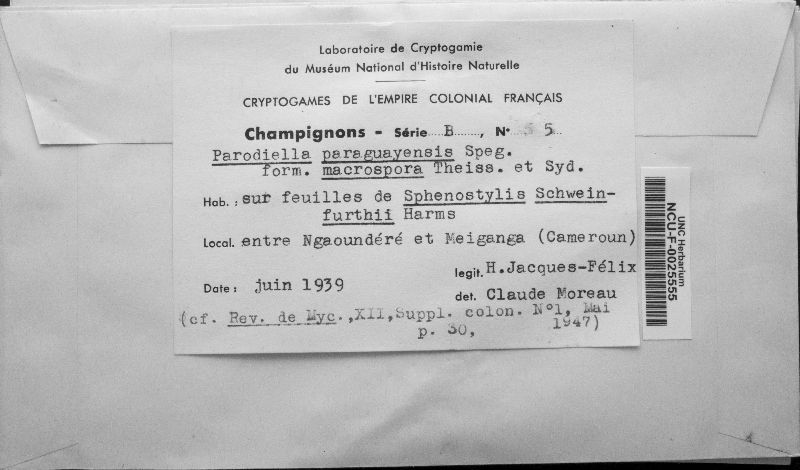 Laboratoire de Cryptogamie
du Muséum National d'Histoire Naturelle
CRYPTOGAMES DE L'EMPIRE COLONIAL FRANÇAIS
Champignons - Série B, N° 5
Parodiella paraguayensis Speg.
form. macrospora Theiss. et Syd.
Hab. : sur feuilles de Sphenostylis Schwein-
furthii Harms
Local. entre Ngaoundéré et Meiganga (Cameroun)
legit. H.Jacques-Félix
Date : juin 1939
det. Claude Moreau
(cf. Rev. de Myc.,XII,Suppl. colon. N°1, Mai
p. 30, 1947)
UNC Herbarium
NCU-F-0025555